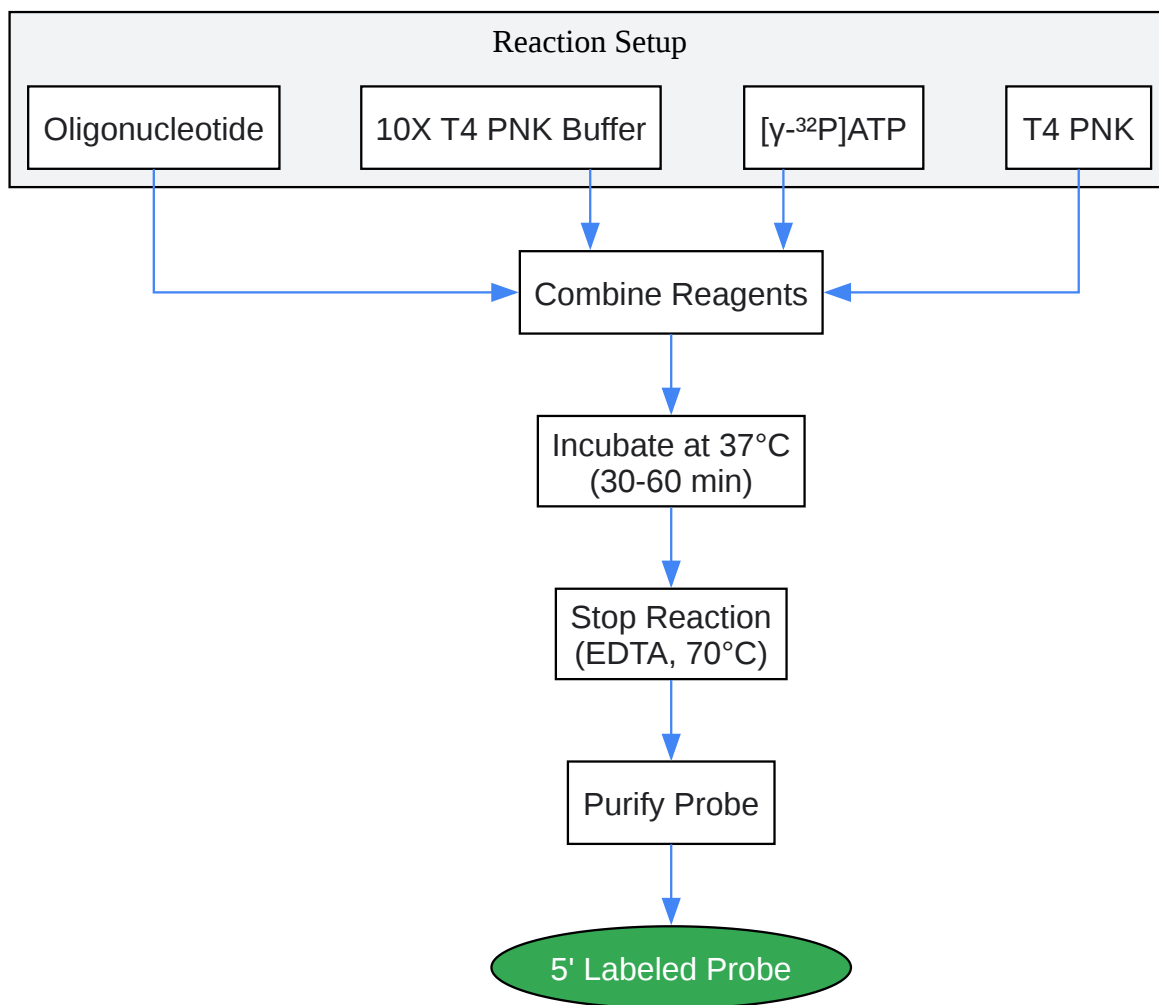 Reaction Setup
Oligonucleotide
10X T4 PNK Buffer
[γ-³²P]ATP
T4 PNK
Combine Reagents
Incubate at 37°C
(30-60 min)
Stop Reaction
(EDTA, 70°C)
Purify Probe
5' Labeled Probe